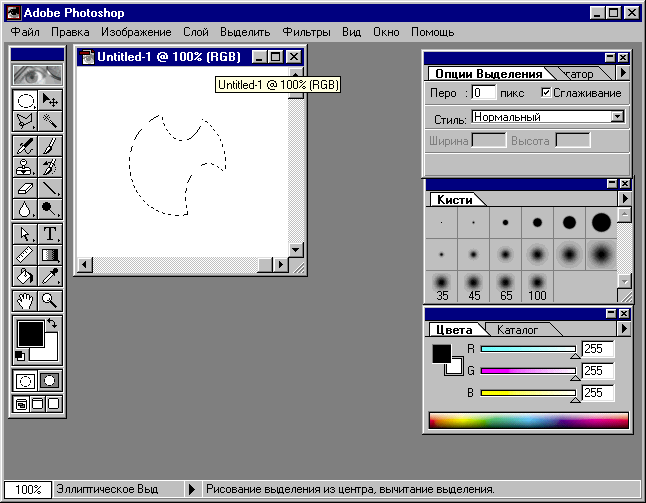 Adobe Photoshop
Файл Правка Изображение Слой Выделить Фильтры Вид Окно Помощь
Untitled-1 @ 100% (RGB)
Untitled-1 @ 100% (RGB)
Опции Выделения гатор
Перо : 0 пикс Сглаживание
Стиль: Нормальный
Ширина Высота
Кисти
35 45 65 100
Цвета Каталог
R 255
G 255
B 255
100% Эллиптическое Выд Рисование выделения из центра, вычитание выделения.